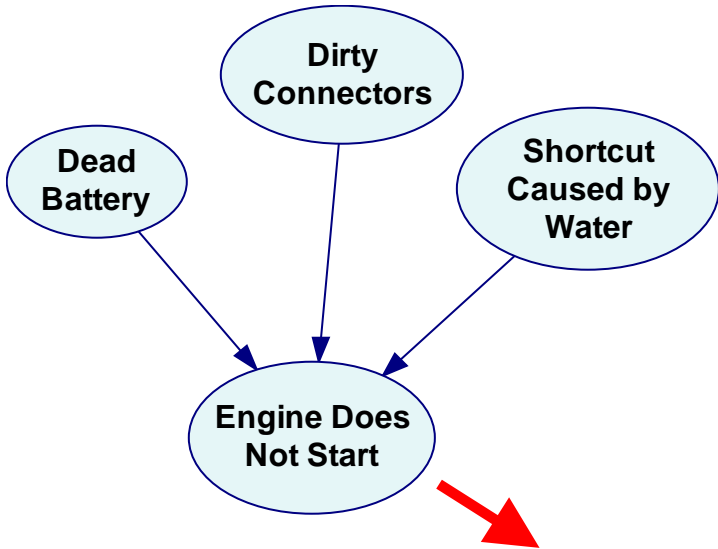 Dirty
Connectors
Dead
Battery
Shortcut
Caused by
Water
Engine Does
Not Start